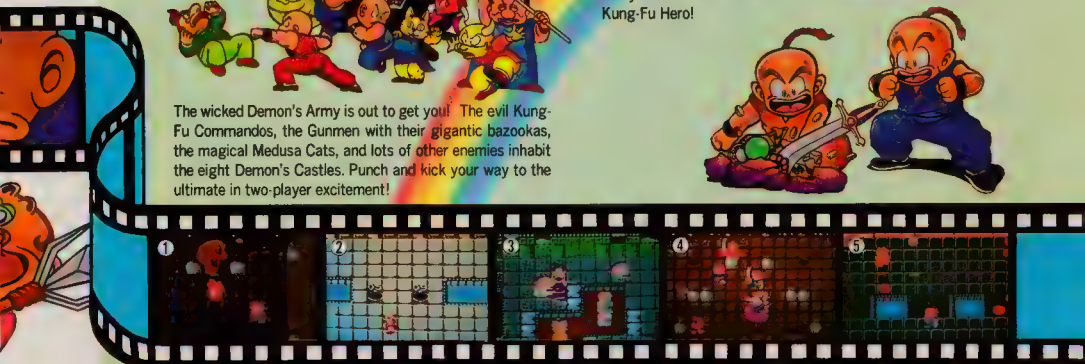 Kung-Fu Hero!
The wicked Demon's Army is out to get you! The evil Kung-
Fu Commandos, the Gunmen with their gigantic bazookas,
the magical Medusa Cats, and lots of other enemies inhabit
the eight Demon's Castles. Punch and kick your way to the
ultimate in two-player excitement!
1 2 3 4 5